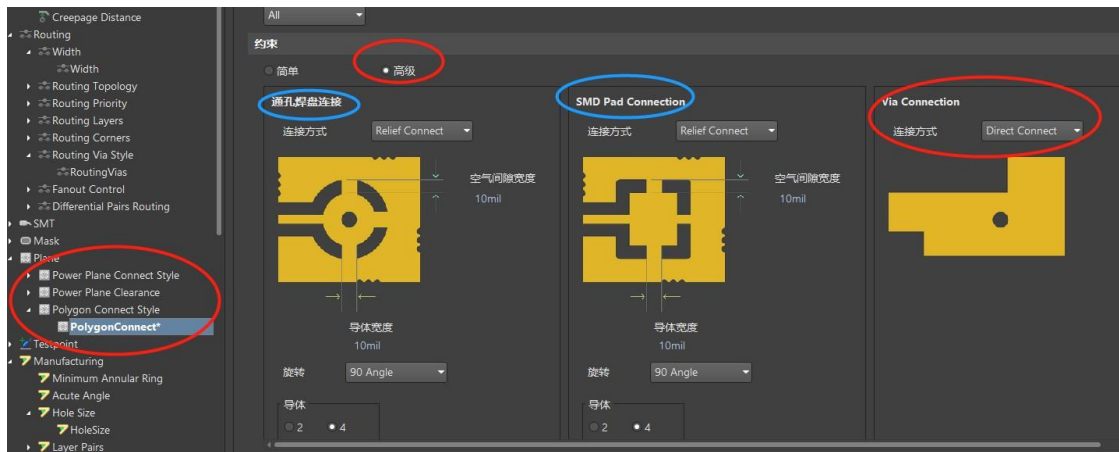 Creepage Distance
Routing
Width
Width
Routing Topology
Routing Priority
Routing Layers
Routing Corners
Routing Via Style
RoutingVias
Fanout Control
Differential Pairs Routing
SMT
Mask
Plane
Power Plane Connect Style
Power Plane Clearance
Polygon Connect Style
PolygonConnect*
Testpoint
Manufacturing
Minimum Annular Ring
Acute Angle
Hole Size
HoleSize
Layer Pairs
All
约束
简单 高级
通孔焊盘连接
连接方式 Relief Connect
空气间隙宽度
10mil
导体宽度
10mil
旋转 90 Angle
导体
2 4
SMD Pad Connection
连接方式 Relief Connect
空气间隙宽度
10mil
导体宽度
10mil
旋转 90 Angle
导体
2 4
Via Connection
连接方式 Direct Connect